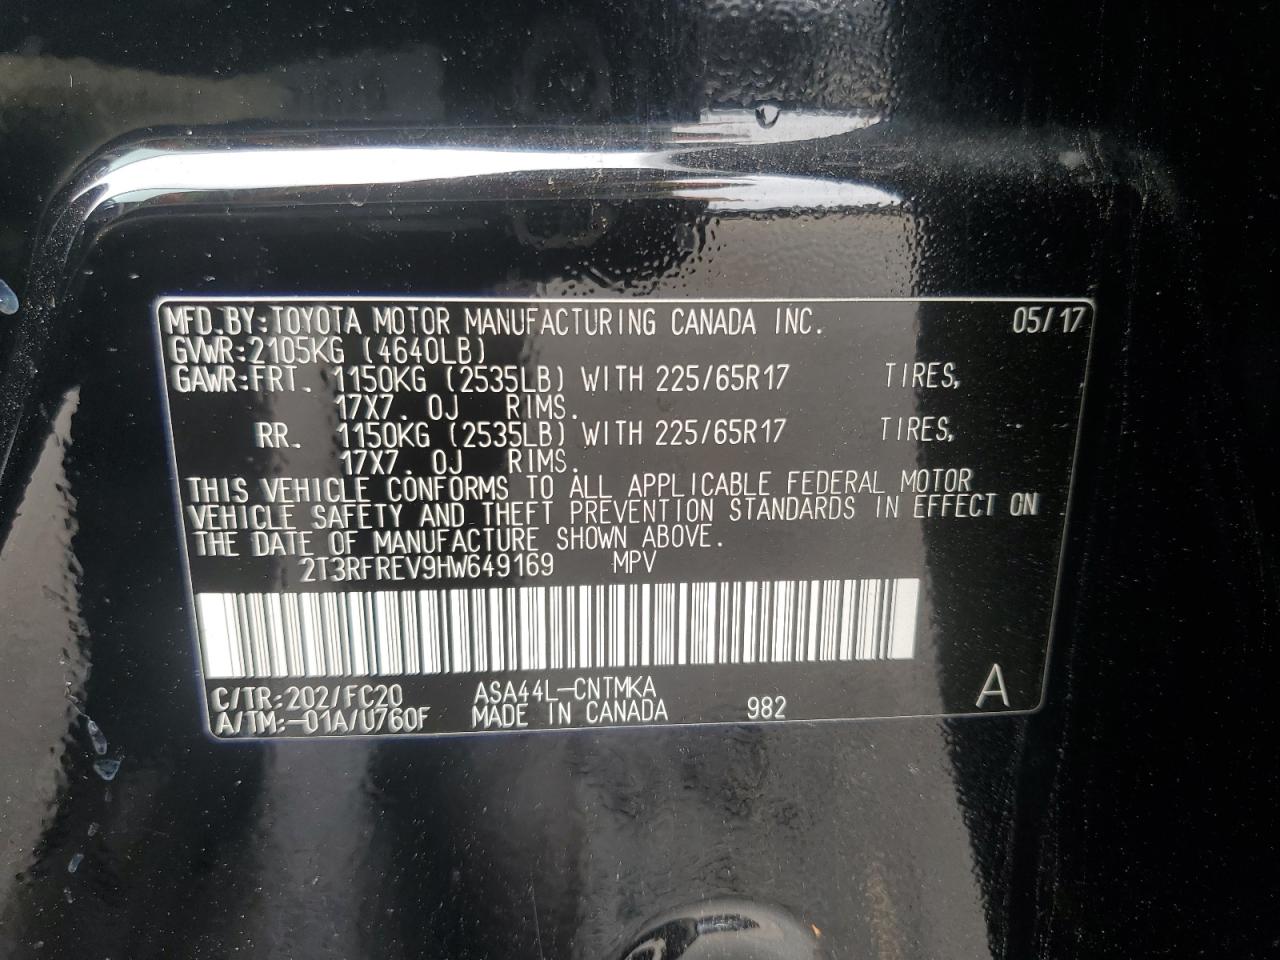 MFD.BY:TOYOTA MOTOR MANUFACTURING CANADA INC. 05/17
GVWR:2105KG (4640LB)
GAWR:FRT. 1150KG (2535LB) WITH 225/65R17 TIRES,
17X7. 0J RIMS.
RR. 1150KG (2535LB) WITH 225/65R17 TIRES,
17X7. 0J RIMS.
THIS VEHICLE CONFORMS TO ALL APPLICABLE FEDERAL MOTOR
VEHICLE SAFETY AND THEFT PREVENTION STANDARDS IN EFFECT ON
THE DATE OF MANUFACTURE SHOWN ABOVE.
2T3RFREV9HW649169 MPV
C/TR:202/FC20 ASA44L-CNTMKA
A/TM:-01A/U760F MADE IN CANADA 982 A